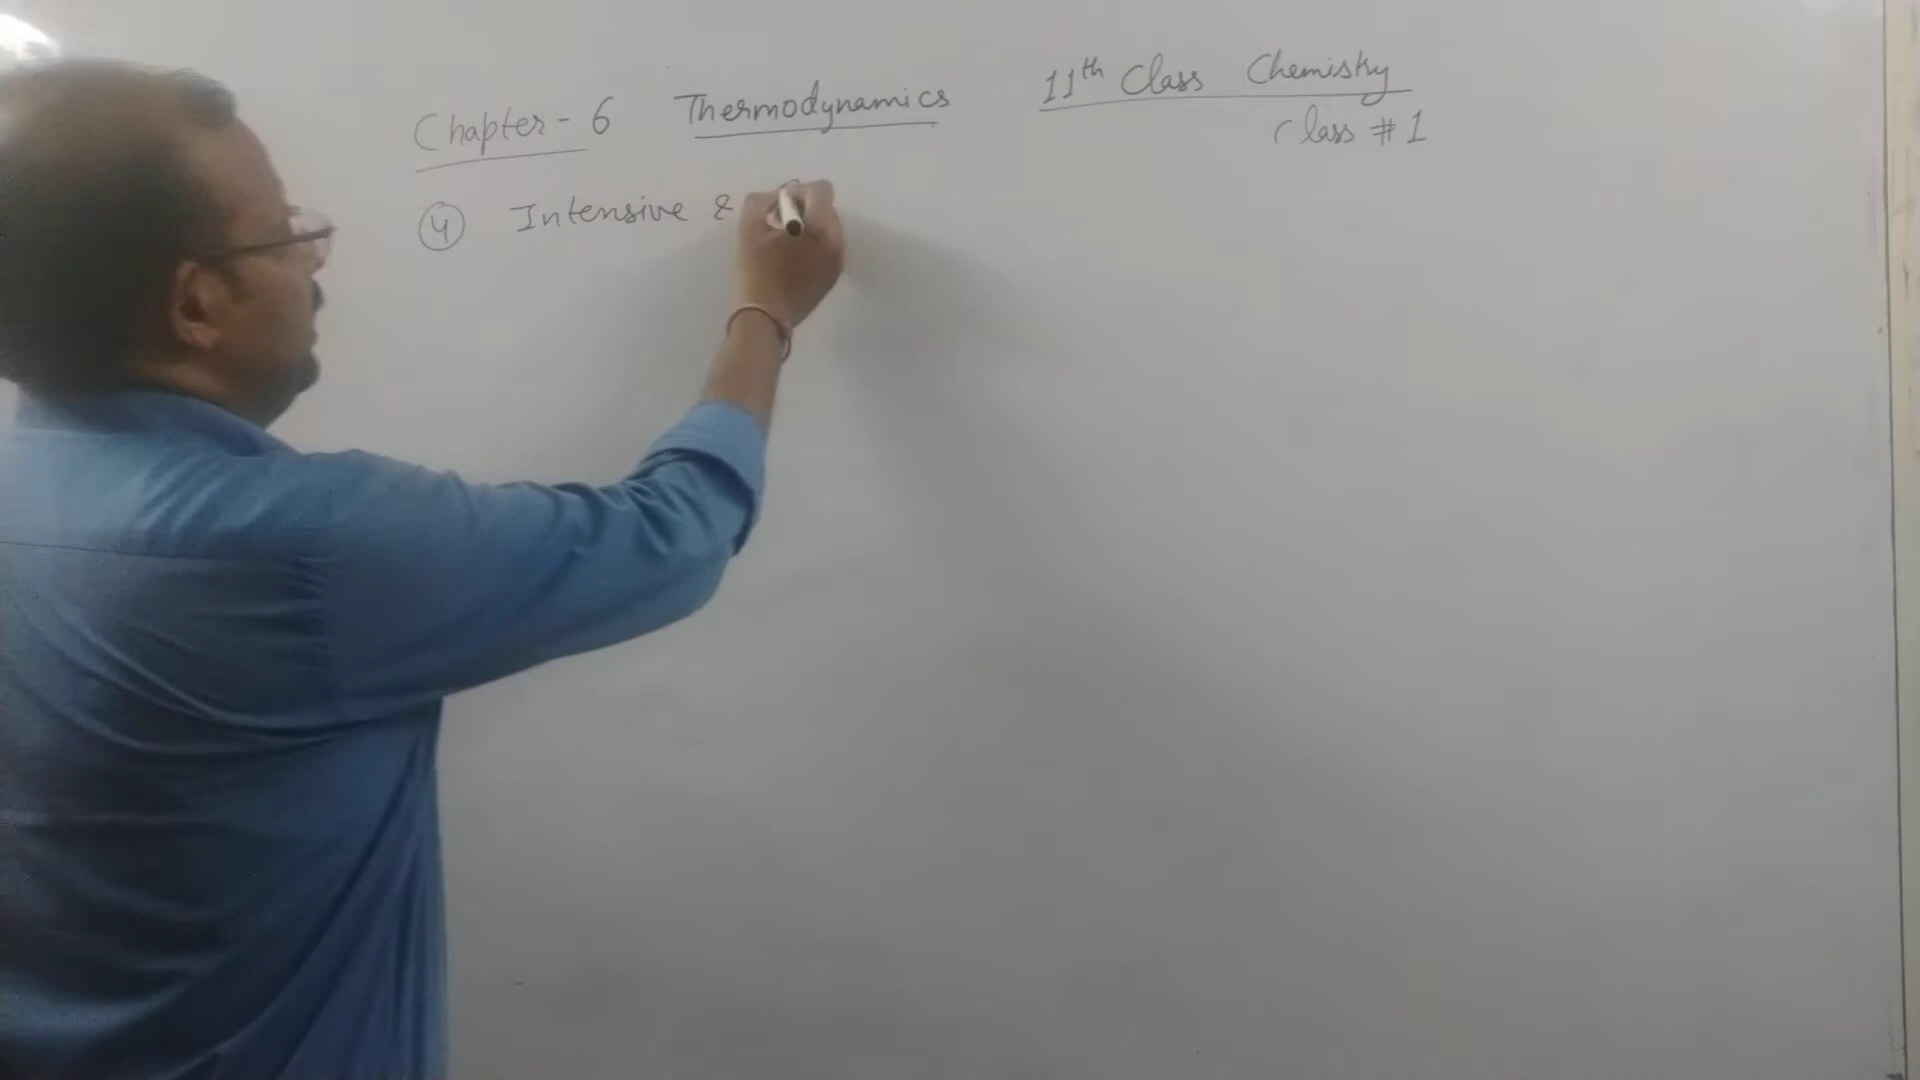 Chapter - 6 Thermodynamics 11th Class Chemistry
Class # 1
4 Intensive &